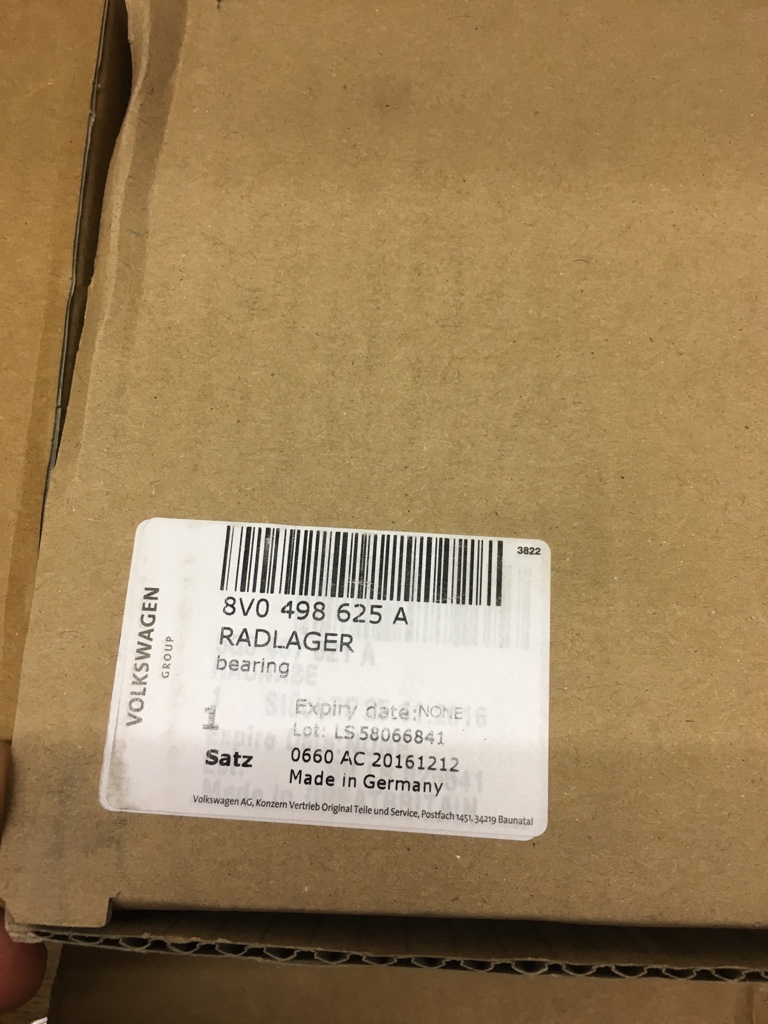 3822
8V0 498 625 A
RADLAGER
bearing
VOLKSWAGEN
GROUP
1
Expiry date:NONE
Lot: LS 58066841
Satz
0660 AC 20161212
Made in Germany
Volkswagen AG, Konzern Vertrieb Original Teile und Service, Postfach 1451, 34219 Baunatal